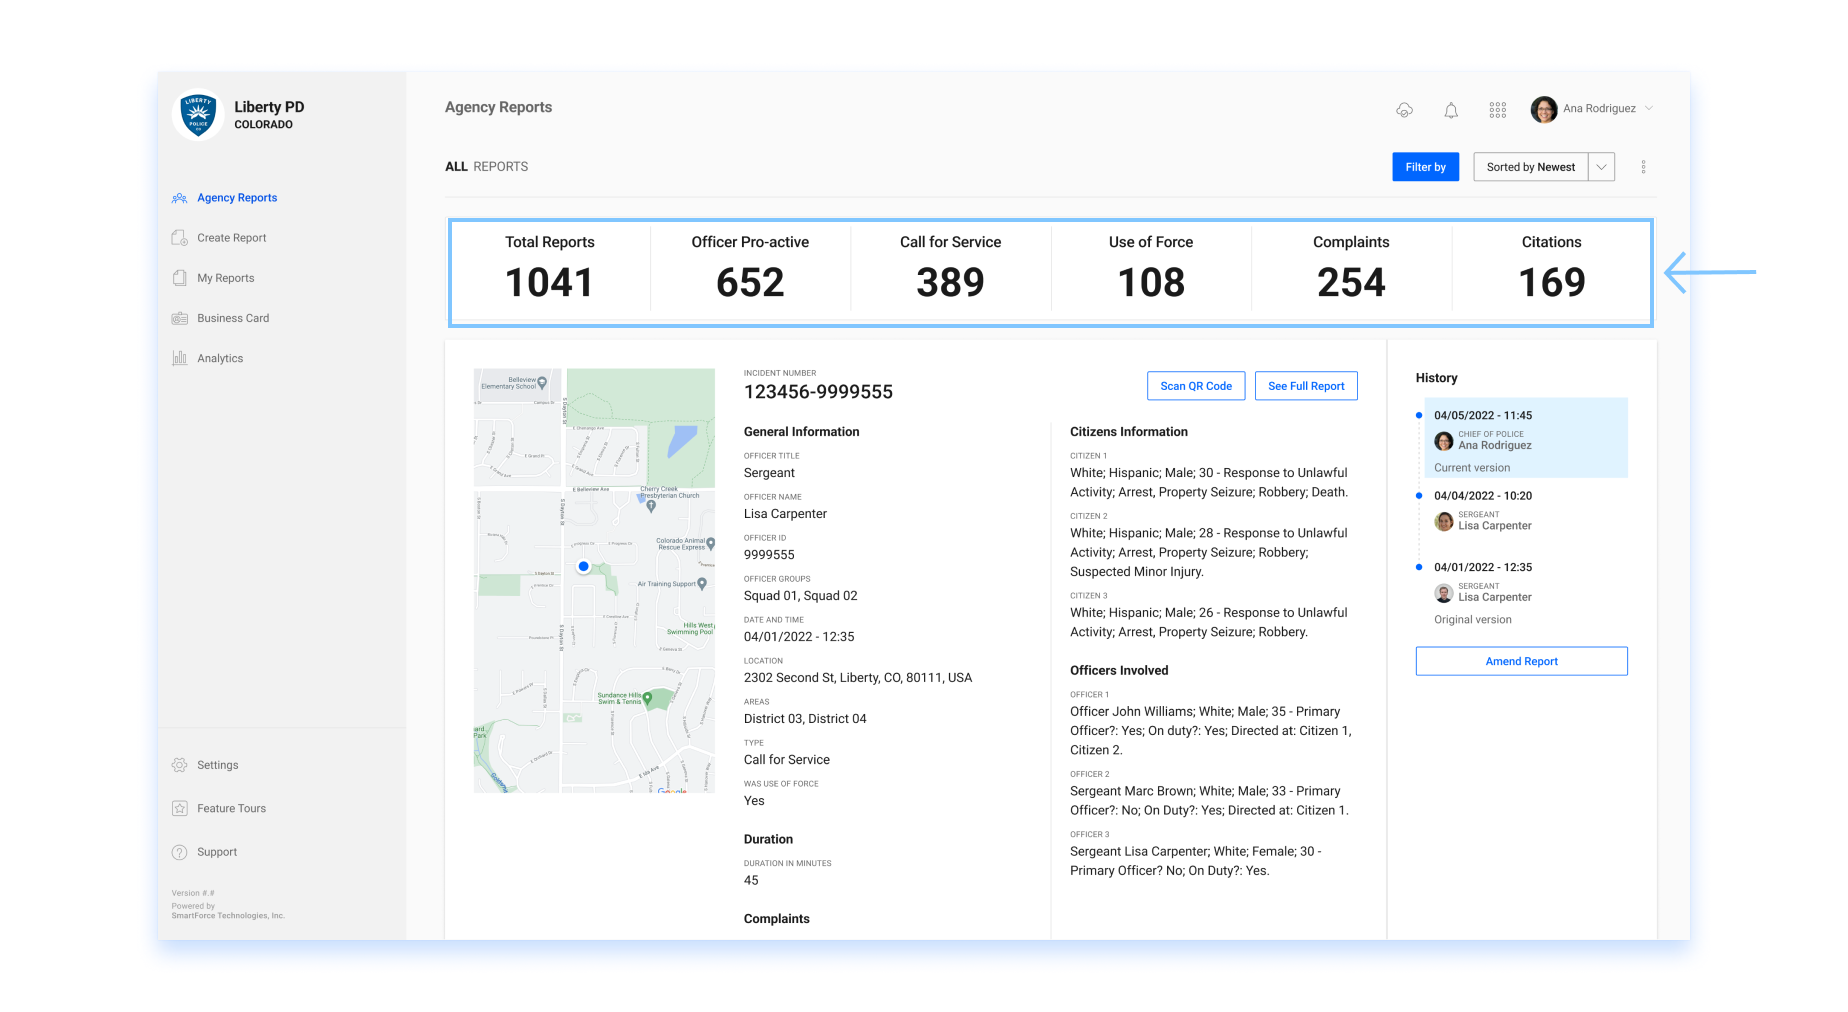 LIBERTY
POLICE
Liberty PD
COLORADO
Agency Reports
Create Report
My Reports
Business Card
Analytics
Settings
Feature Tours
Support
Version #.#
Powered by
SmartForce Technologies, Inc.
Agency Reports
Ana Rodriguez
ALL REPORTS
Filter by
Sorted by Newest
Total Reports
1041
Officer Pro-active
652
Call for Service
389
Use of Force
108
Complaints
254
Citations
169
Belleview
Elementary School
E Belleview Ave
Cherry Creek
Presbyterian Church
Colorado Animal
Rescue Express
Air Training Support
Hills West
Swimming Pool
Sundance Hills
Swim & Tennis
Park
E Ida Ave
Google
INCIDENT NUMBER
123456-9999555
Scan QR Code
See Full Report
General Information
OFFICER TITLE
Sergeant
OFFICER NAME
Lisa Carpenter
OFFICER ID
9999555
OFFICER GROUPS
Squad 01, Squad 02
DATE AND TIME
04/01/2022 - 12:35
LOCATION
2302 Second St, Liberty, CO, 80111, USA
AREAS
District 03, District 04
TYPE
Call for Service
WAS USE OF FORCE
Yes
Duration
DURATION IN MINUTES
45
Complaints
Citizens Information
CITIZEN 1
White; Hispanic; Male; 30 - Response to Unlawful
Activity; Arrest, Property Seizure; Robbery; Death.
CITIZEN 2
White; Hispanic; Male; 28 - Response to Unlawful
Activity; Arrest, Property Seizure; Robbery;
Suspected Minor Injury.
CITIZEN 3
White; Hispanic; Male; 26 - Response to Unlawful
Activity; Arrest, Property Seizure; Robbery.
Officers Involved
OFFICER 1
Officer John Williams; White; Male; 35 - Primary
Officer?: Yes; On duty?: Yes; Directed at: Citizen 1,
Citizen 2.
OFFICER 2
Sergeant Marc Brown; White; Male; 33 - Primary
Officer?: No; On Duty?: Yes; Directed at: Citizen 1.
OFFICER 3
Sergeant Lisa Carpenter; White; Female; 30 -
Primary Officer? No; On Duty?: Yes.
History
04/05/2022 - 11:45
CHIEF OF POLICE
Ana Rodriguez
Current version
04/04/2022 - 10:20
SERGEANT
Lisa Carpenter
04/01/2022 - 12:35
SERGEANT
Lisa Carpenter
Original version
Amend Report